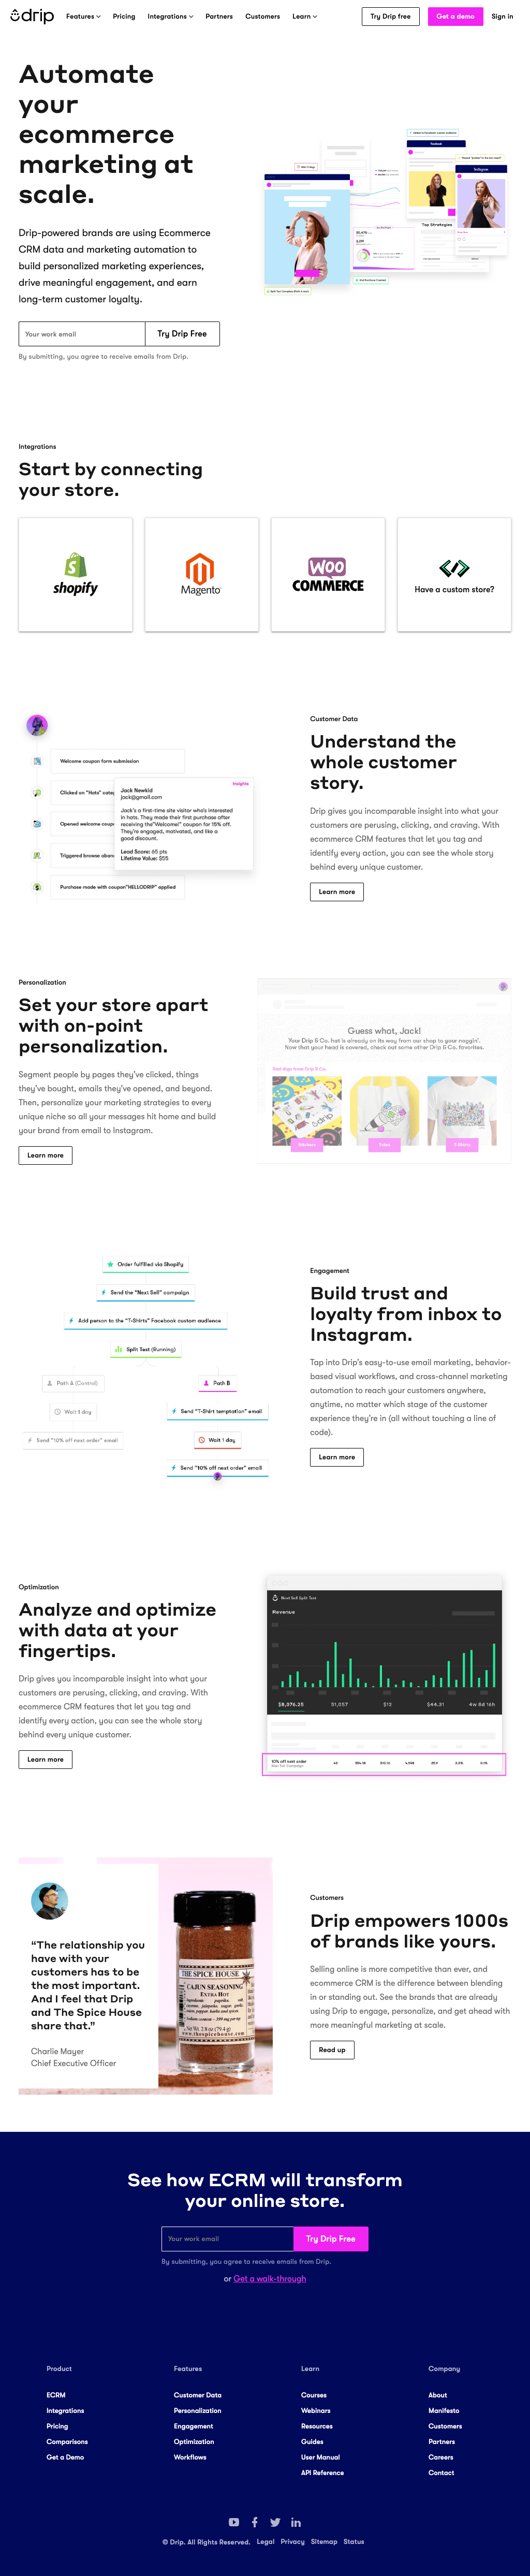 drip Features Pricing Integrations Partners Customers Learn Try Drip free Get a demo Sign in
Automate
your
ecommerce
marketing at
scale.
Drip-powered brands are using Ecommerce
CRM data and marketing automation to
build personalized marketing experiences,
drive meaningful engagement, and earn
long-term customer loyalty.
Your work email Try Drip Free
By submitting, you agree to receive emails from Drip.
Top Strategies
Integrations
Start by connecting
your store.
shopify
Magento
WOO
COMMERCE
Have a custom store?
Welcome coupon form submission
Clicked on "Hats" categ
Opened welcome coupo
Triggered browse aban
Purchase made with coupon"HELLODRIP" applied
Insights
Jack Newkid
jack@gmail.com
Jack's a first-time site visitor who's interested
in hats. They made their first purchase after
receiving the"Welcome!" coupon for 15% off.
They're engaged, motivated, and like a
good discount.
Lead Score: 65 pts
Lifetime Value: $55
Customer Data
Understand the
whole customer
story.
Drip gives you incomparable insight into what your
customers are perusing, clicking, and craving. With
ecommerce CRM features that let you tag and
identify every action, you can see the whole story
behind every unique customer.
Learn more
Personalization
Set your store apart
with on-point
personalization.
Segment people by pages they've clicked, things
they've bought, emails they've opened, and beyond.
Then, personalize your marketing strategies to every
unique niche so all your messages hit home and build
your brand from email to Instagram.
Learn more
Guess what, Jack!
Your Drip & Co. hat is already on its way from our shop to your noggin'.
Now that your head is covered, check out some other Drip & Co. favorites.
Order fulfilled via Shopify
Send the "Next Sell" campaign
Add person to the "T-Shirts" Facebook custom audience
Split Test (Running)
Path A (Control)
Path B
Wait 1 day
Send "T-Shirt temptation" email
Send "10% off next order" email
Wait 1 day
Send "10% off next order" email
Engagement
Build trust and
loyalty from inbox to
Instagram.
Tap into Drip's easy-to-use email marketing, behavior-
based visual workflows, and cross-channel marketing
automation to reach your customers anywhere,
anytime, no matter which stage of the customer
experience they're in (all without touching a line of
code).
Learn more
Optimization
Analyze and optimize
with data at your
fingertips.
Drip gives you incomparable insight into what your
customers are perusing, clicking, and craving. With
ecommerce CRM features that let you tag and
identify every action, you can see the whole story
behind every unique customer.
Learn more
Next Sell Split Test
Revenue
$8,076.25 51,057 $12 $44.31 4w 8d 16h
10% off next order
"The relationship you
have with your
customers has to be
the most important.
And I feel that Drip
and The Spice House
share that."
Charlie Mayer
Chief Executive Officer
THE SPICE HOUSE
CAJUN SEASONING
EXTRA HOT
Net Wt 2.8 oz (79.4 g)
www.thespicehouse.com
Customers
Drip empowers 1000s
of brands like yours.
Selling online is more competitive than ever, and
ecommerce CRM is the difference between blending
in or standing out. See the brands that are already
using Drip to engage, personalize, and get ahead with
more meaningful marketing at scale.
Read up
See how ECRM will transform
your online store.
Your work email Try Drip Free
By submitting, you agree to receive emails from Drip.
or Get a walk-through
Product
ECRM
Integrations
Pricing
Comparisons
Get a Demo
Features
Customer Data
Personalization
Engagement
Optimization
Workflows
Learn
Courses
Webinars
Resources
Guides
User Manual
API Reference
Company
About
Manifesto
Customers
Partners
Careers
Contact
© Drip. All Rights Reserved. Legal Privacy Sitemap Status